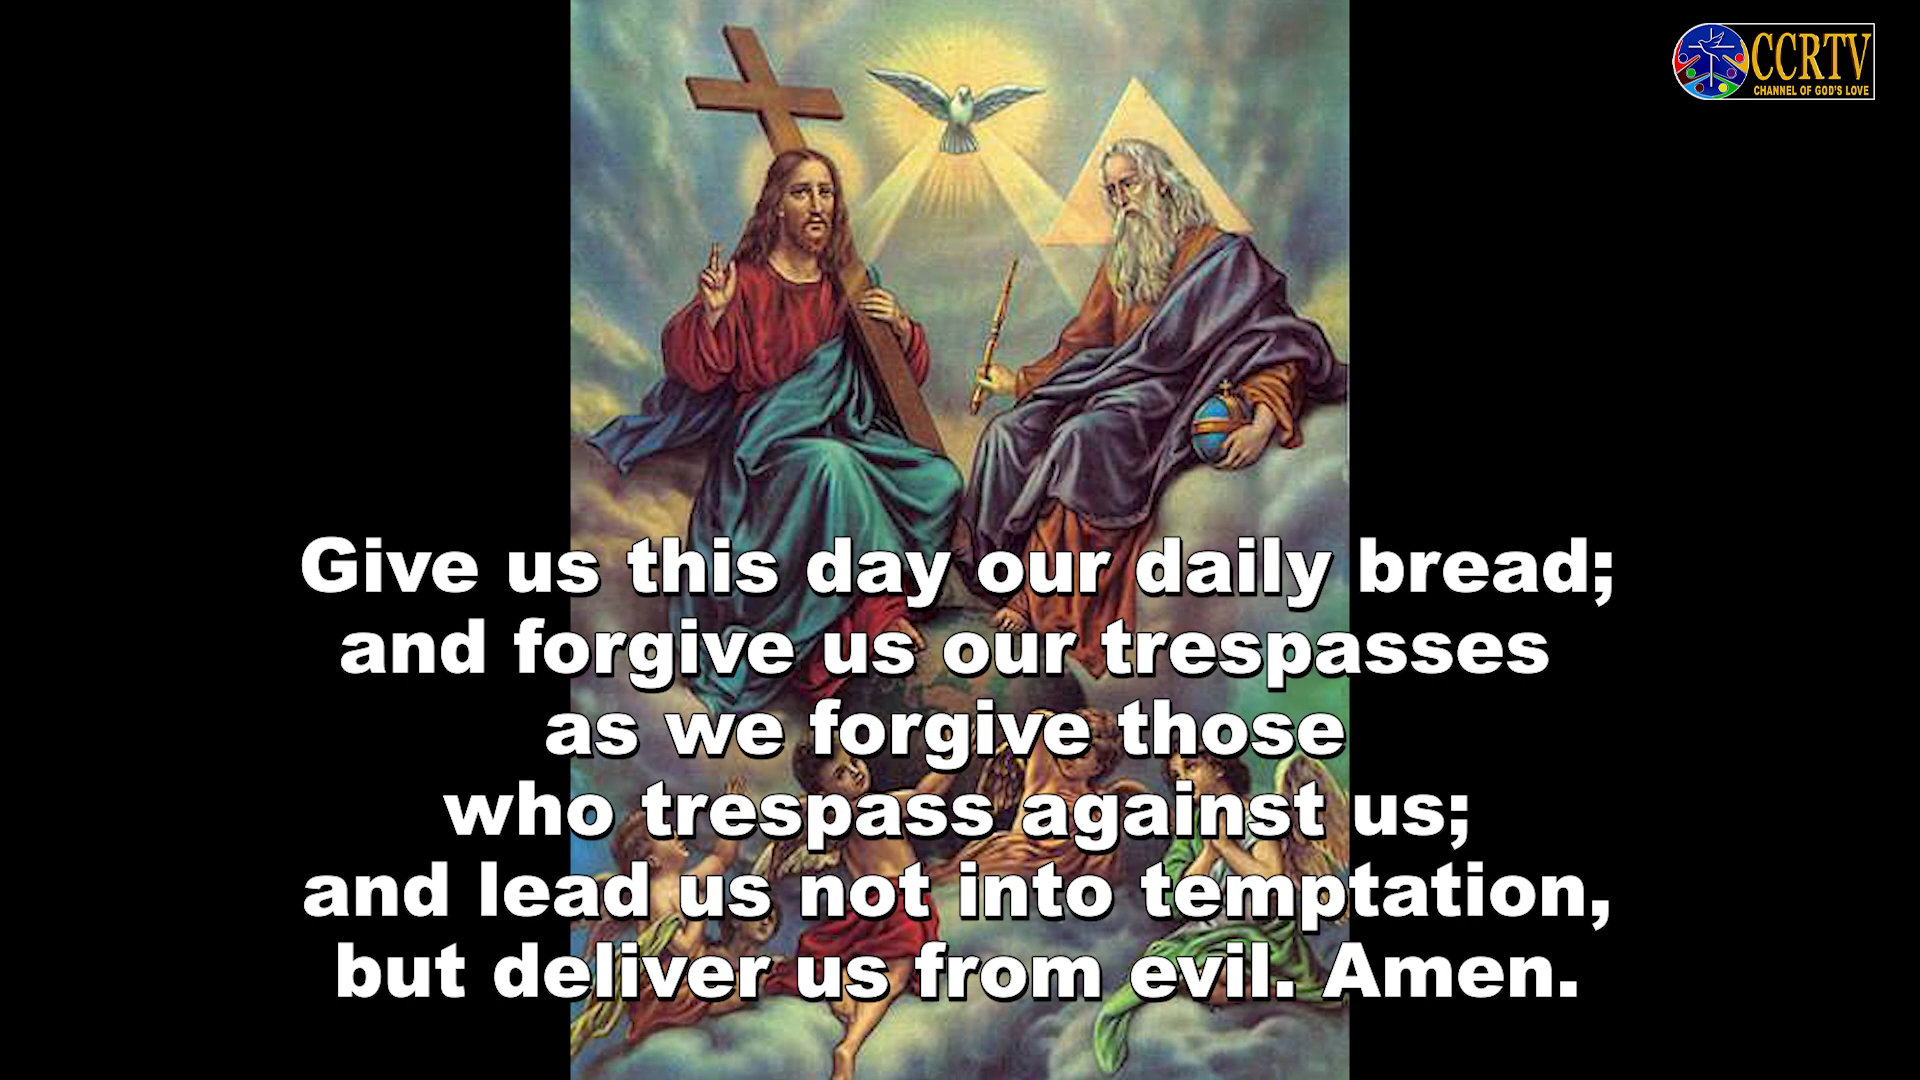 CCRTV
CHANNEL OF GOD'S LOVE
Give us this day our daily bread;
and forgive us our trespasses
as we forgive those
who trespass against us;
and lead us not into temptation,
but deliver us from evil. Amen.